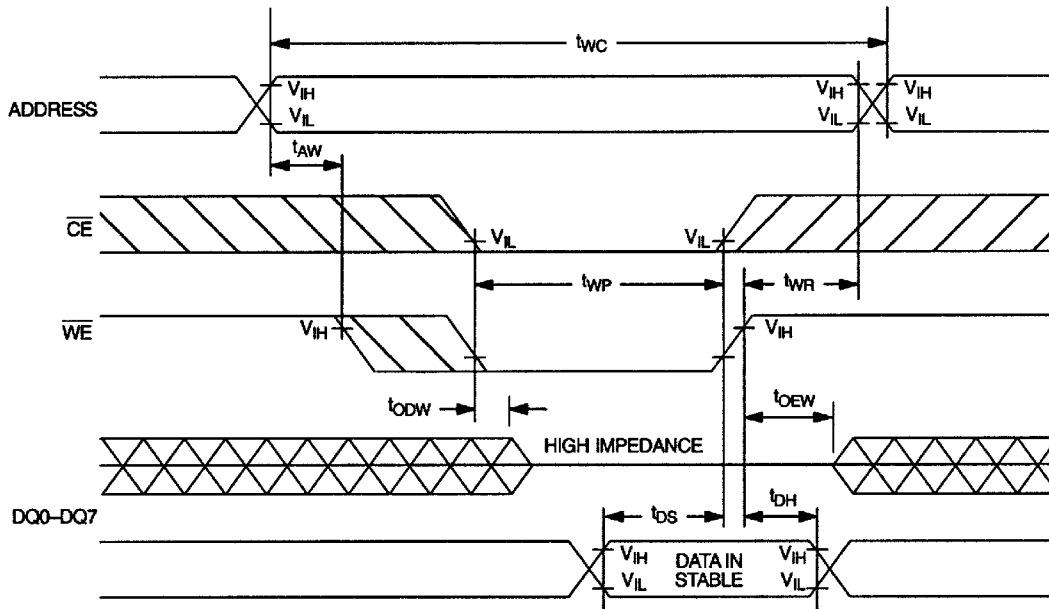 tWC
ADDRESS
VIH
VIL
VIH
VIL
VIH
VIL
tAW
CE
VIL
VIL
tWP
tWR
WE
VIH
VIH
tODW
tOEW
HIGH IMPEDANCE
DQ0–DQ7
tDS
tDH
VIH
VIL
DATA IN
STABLE
VIH
VIL